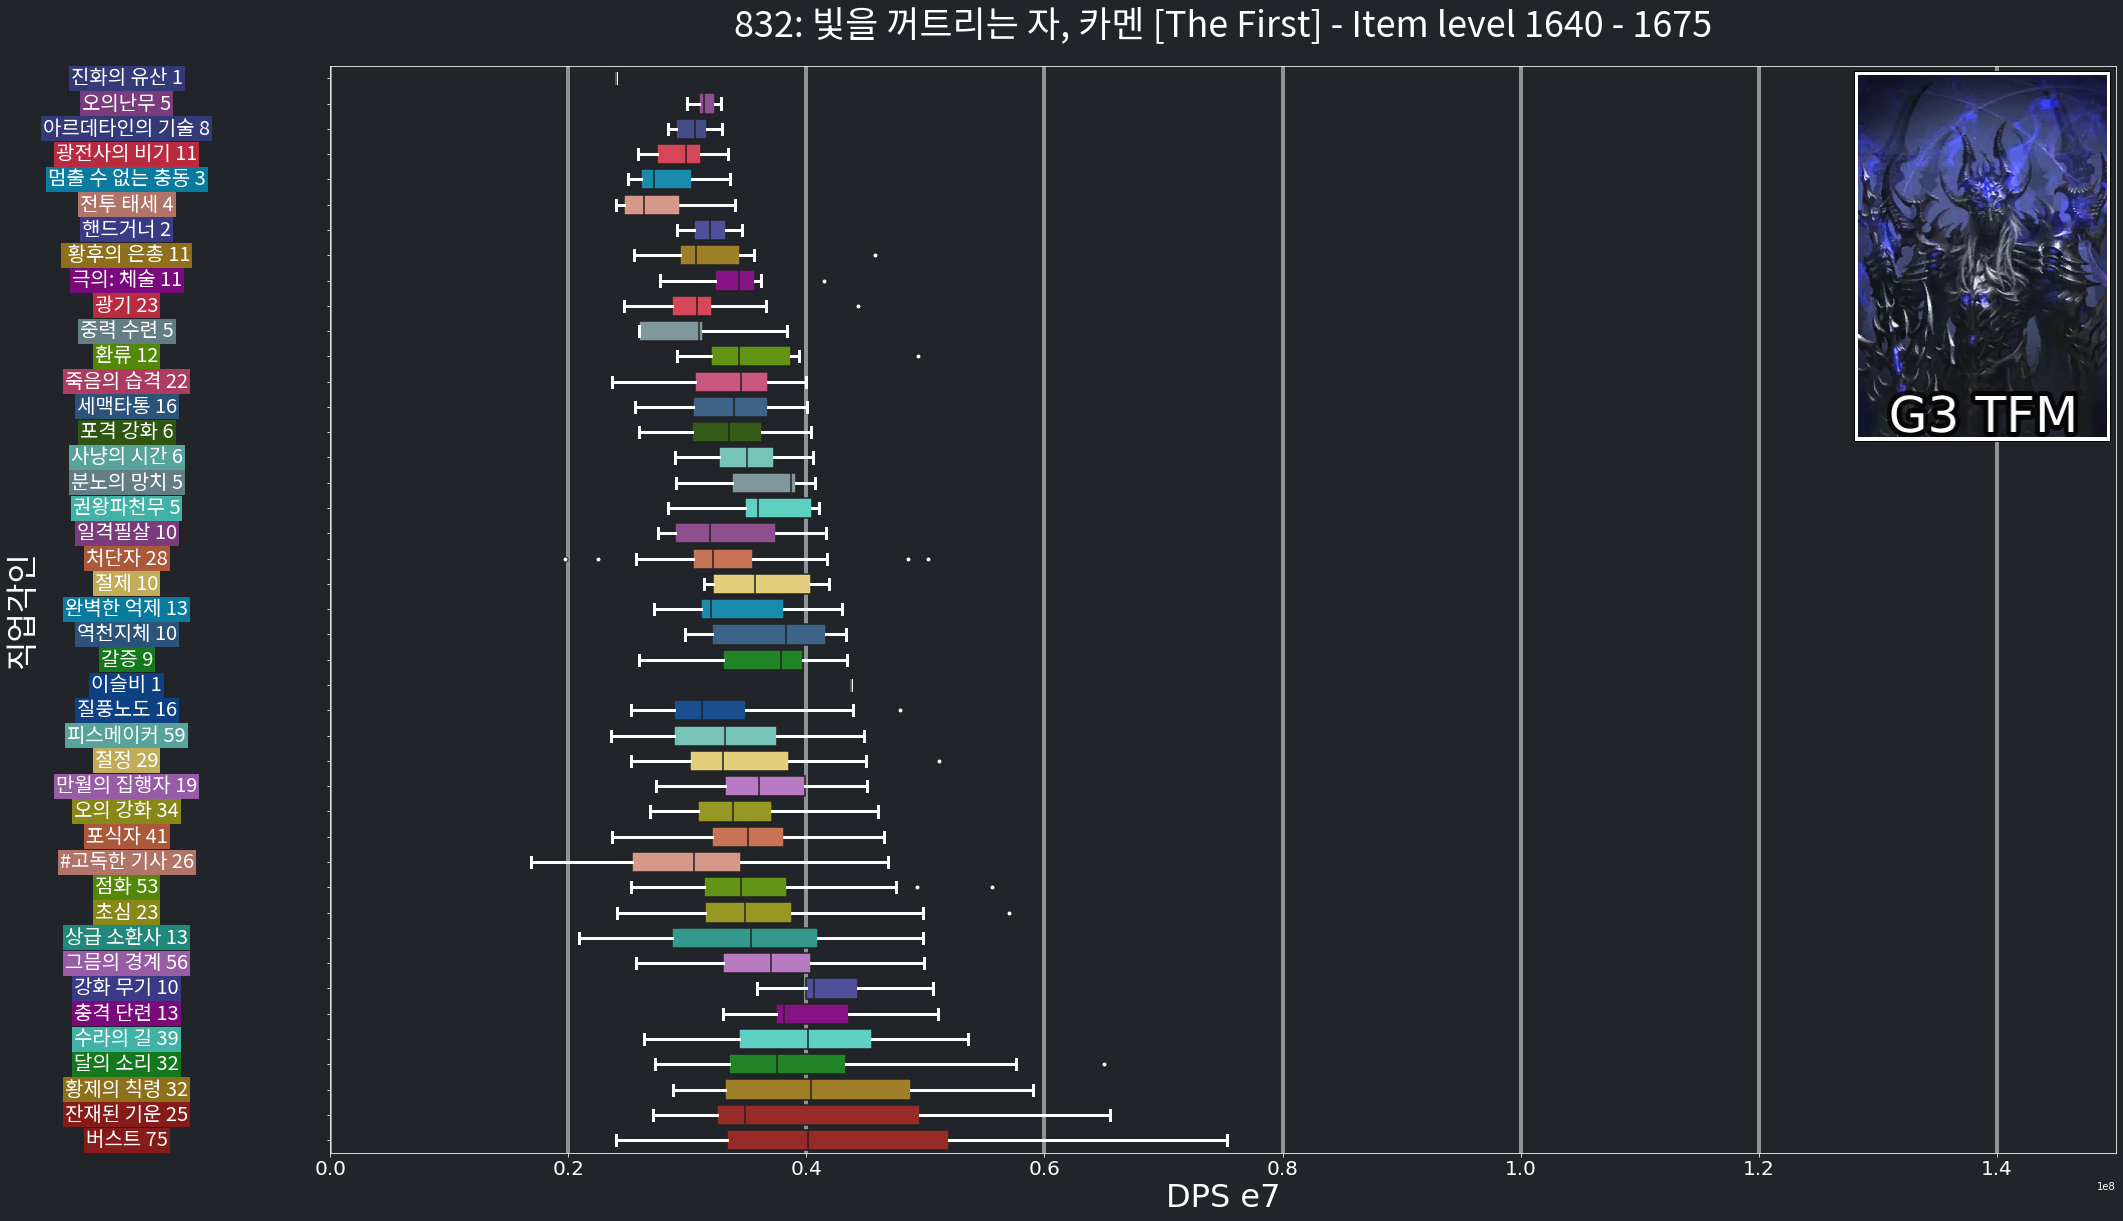 832: 빛을 꺼트리는 자, 카멘 [The First] - Item level 1640 - 1675
직업각인
진화의 유산 1
오의난무 5
아르데타인의 기술 8
광전사의 비기 11
멈출 수 없는 충동 3
전투 태세 4
핸드거너 2
황후의 은총 11
극의: 체술 11
광기 23
중력 수련 5
환류 12
죽음의 습격 22
세맥타통 16
포격 강화 6
사냥의 시간 6
분노의 망치 5
권왕파천무 5
일격필살 10
처단자 28
절제 10
완벽한 억제 13
역천지체 10
갈증 9
이슬비 1
질풍노도 16
피스메이커 59
절정 29
만월의 집행자 19
오의 강화 34
포식자 41
#고독한 기사 26
점화 53
초심 23
상급 소환사 13
그믐의 경계 56
강화 무기 10
충격 단련 13
수라의 길 39
달의 소리 32
황제의 칙령 32
잔재된 기운 25
버스트 75
G3 TFM
0.0 0.2 0.4 0.6 0.8 1.0 1.2 1.4
1e8
DPS e7